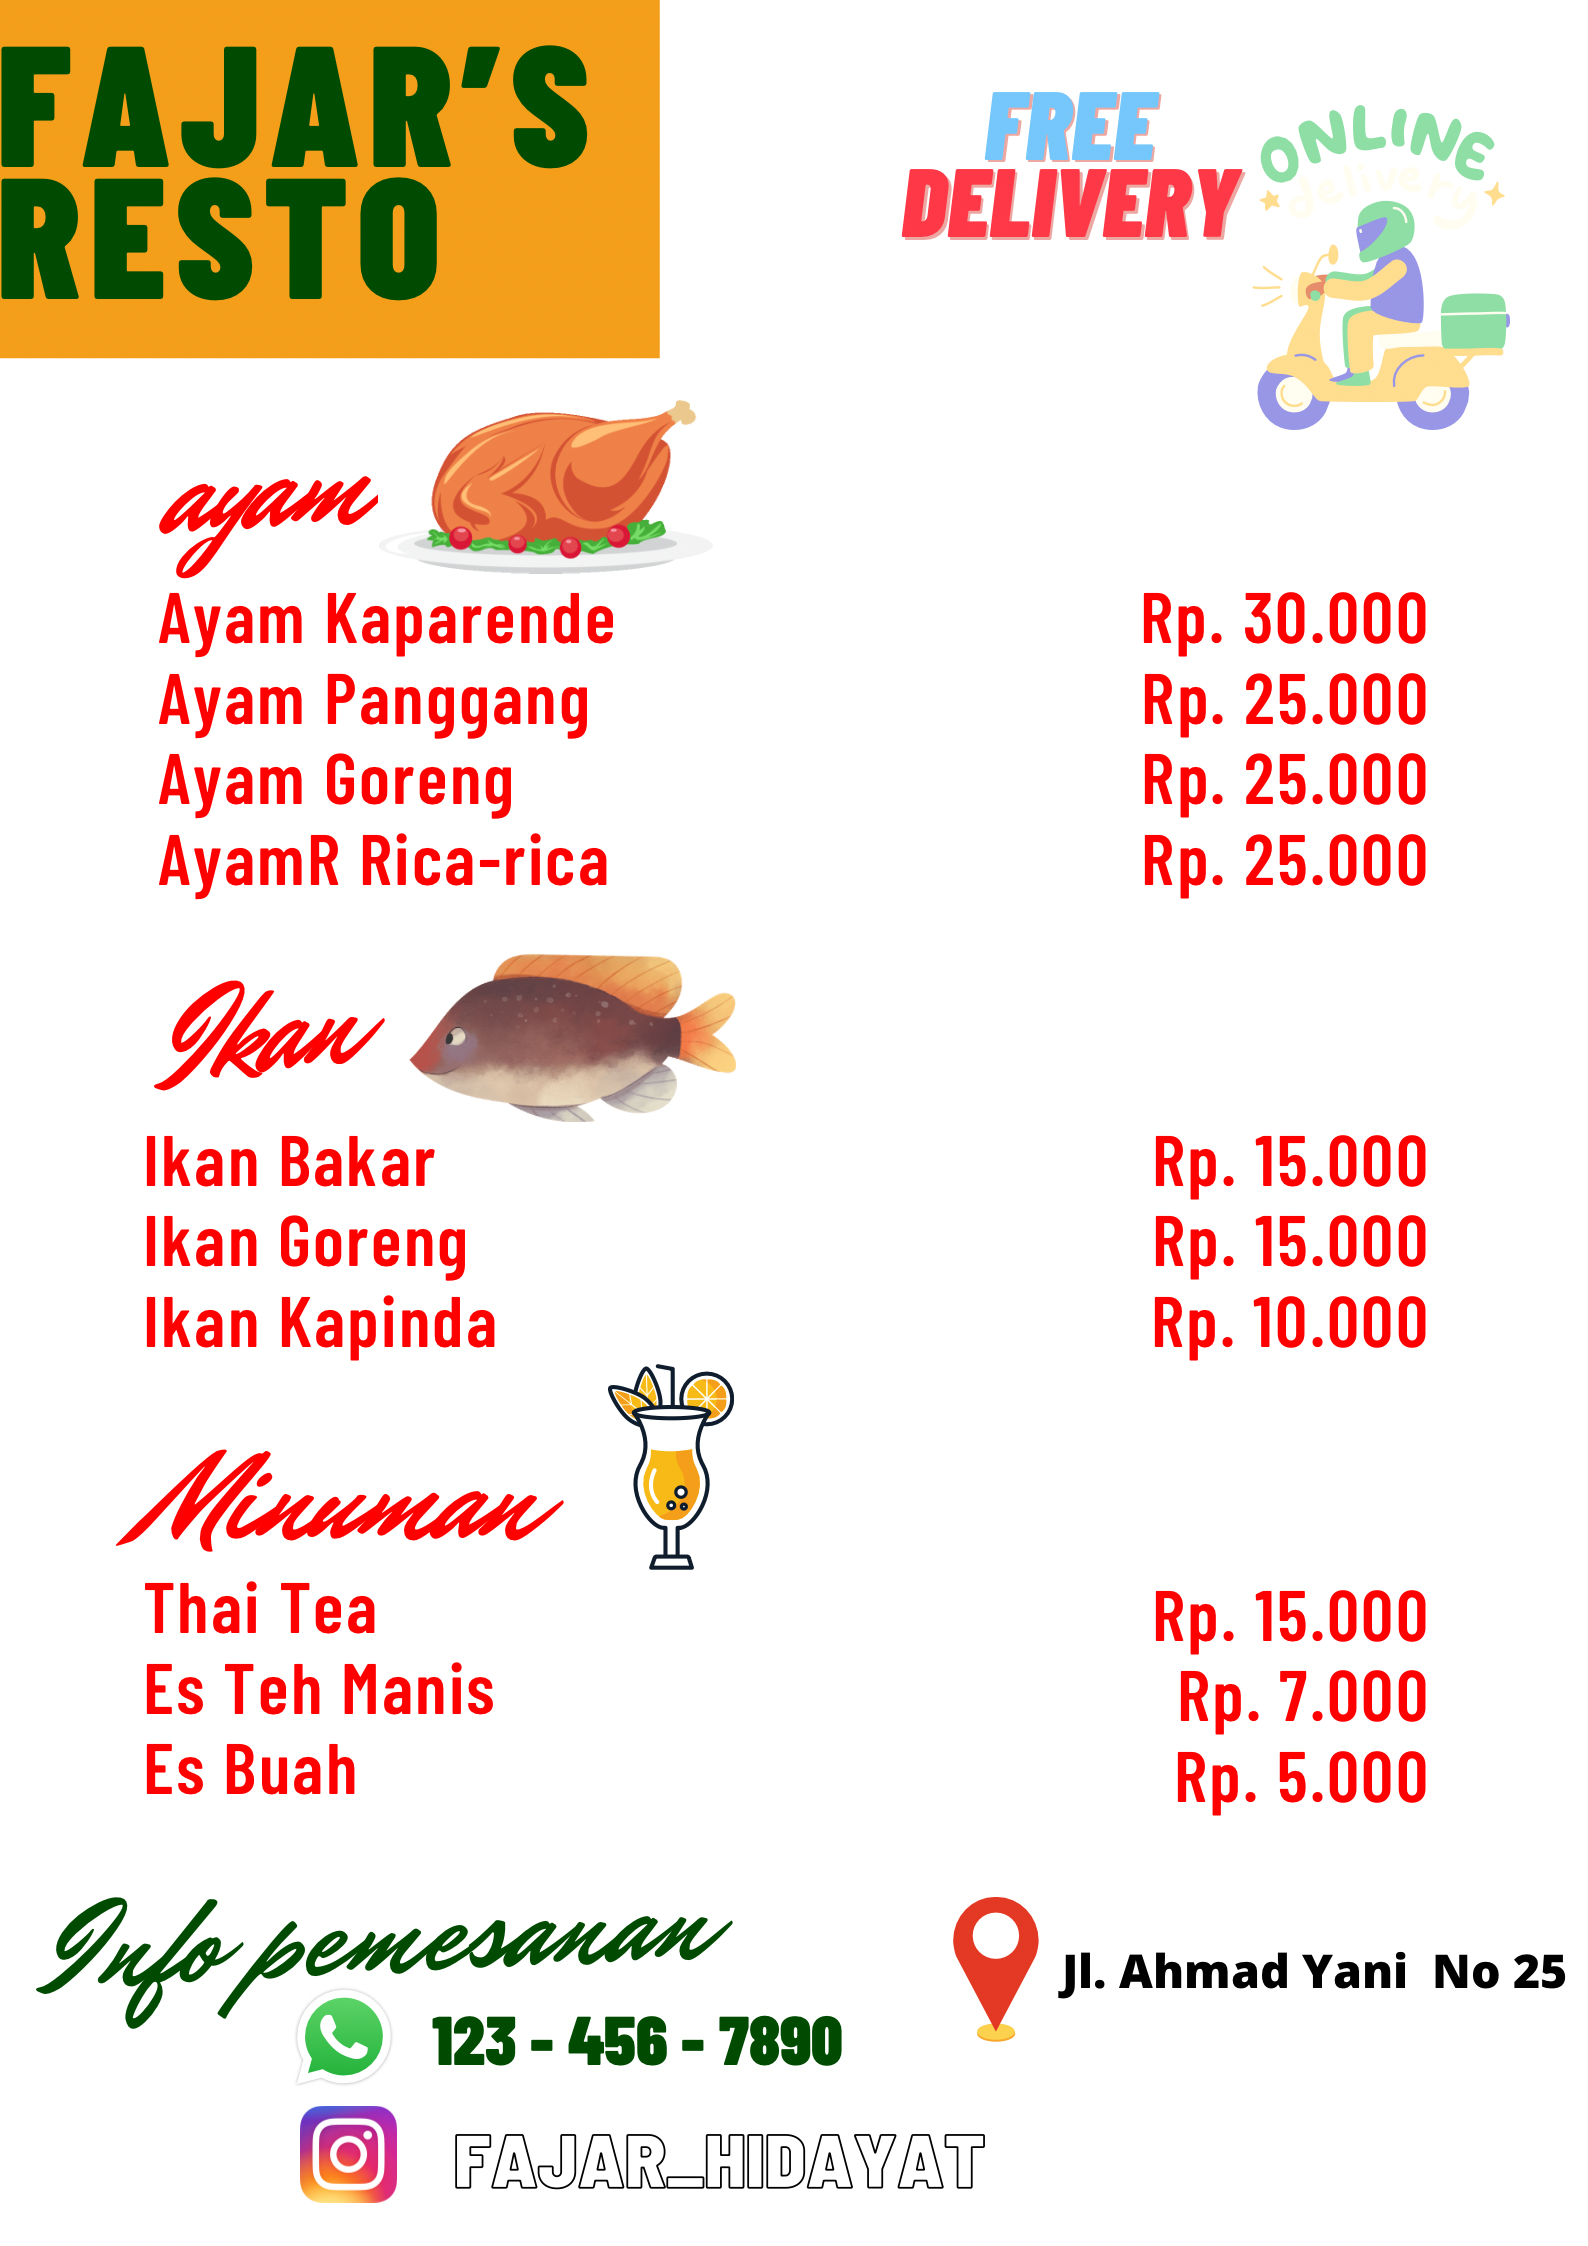 FAJAR’S
RESTO
FREE
DELIVERY
ONLINE
delivery
ayam
Ayam Kaparende Rp. 30.000
Ayam Panggang Rp. 25.000
Ayam Goreng Rp. 25.000
AyamR Rica-rica Rp. 25.000
Ikan
Ikan Bakar Rp. 15.000
Ikan Goreng Rp. 15.000
Ikan Kapinda Rp. 10.000
Minuman
Thai Tea Rp. 15.000
Es Teh Manis Rp. 7.000
Es Buah Rp. 5.000
Info pemesanan
Jl. Ahmad Yani No 25
123 - 456 - 7890
FAJAR_HIDAYAT